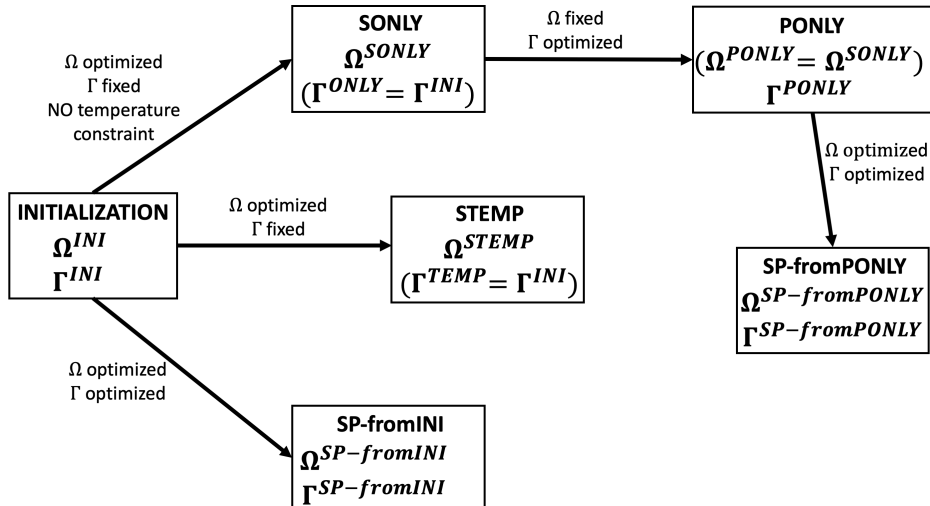 SONLY
Ω^{SONLY}
(Γ^{ONLY} = Γ^{INI})
Ω fixed
Γ optimized
PONLY
(Ω^{PONLY} = Ω^{SONLY})
Γ^{PONLY}
Ω optimized
Γ fixed
NO temperature
constraint
Ω optimized
Γ optimized
INITIALIZATION
Ω^{INI}
Γ^{INI}
Ω optimized
Γ fixed
STEMP
Ω^{STEMP}
(Γ^{TEMP} = Γ^{INI})
SP-fromPONLY
Ω^{SP-fromPONLY}
Γ^{SP-fromPONLY}
Ω optimized
Γ optimized
SP-fromINI
Ω^{SP-fromINI}
Γ^{SP-fromINI}